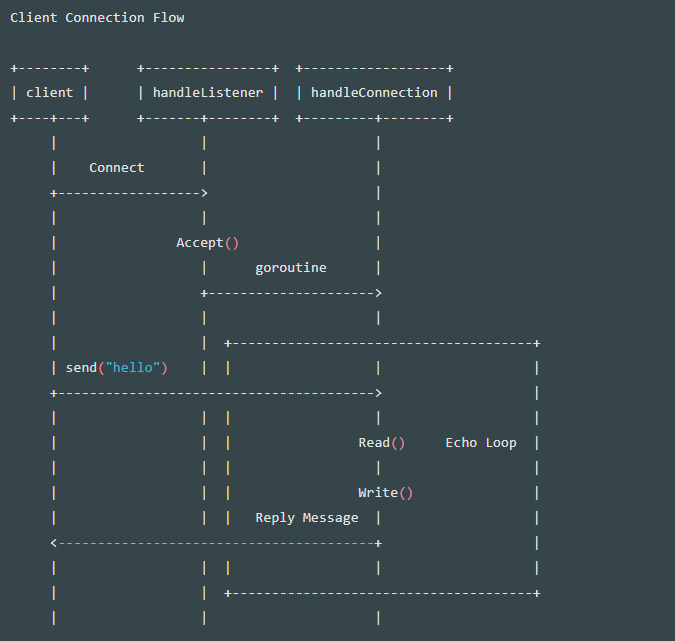 Client Connection Flow
+--------+      +----------------+  +------------------+
| client |      | handleListener |  | handleConnection |
+----+---+      +-------+--------+  +---------+--------+
     |                  |                     |
     |    Connect       |                     |
     +------------------>                     |
     |                  |                     |
     |               Accept()                 |
     |                  |      goroutine      |
     |                  +--------------------->
     |                  |                     |
     |                  |  +--------------------------------------+
     | send("hello")    |  |                  |                   |
     +---------------------------------------->                   |
     |                  |  |                  |                   |
     |                  |  |                Read()     Echo Loop  |
     |                  |  |                  |                   |
     |                  |  |                Write()               |
     |                  |  |   Reply Message  |                   |
     <----------------------------------------+                   |
     |                  |  |                  |                   |
     |                  |  +--------------------------------------+
     |                  |                     |